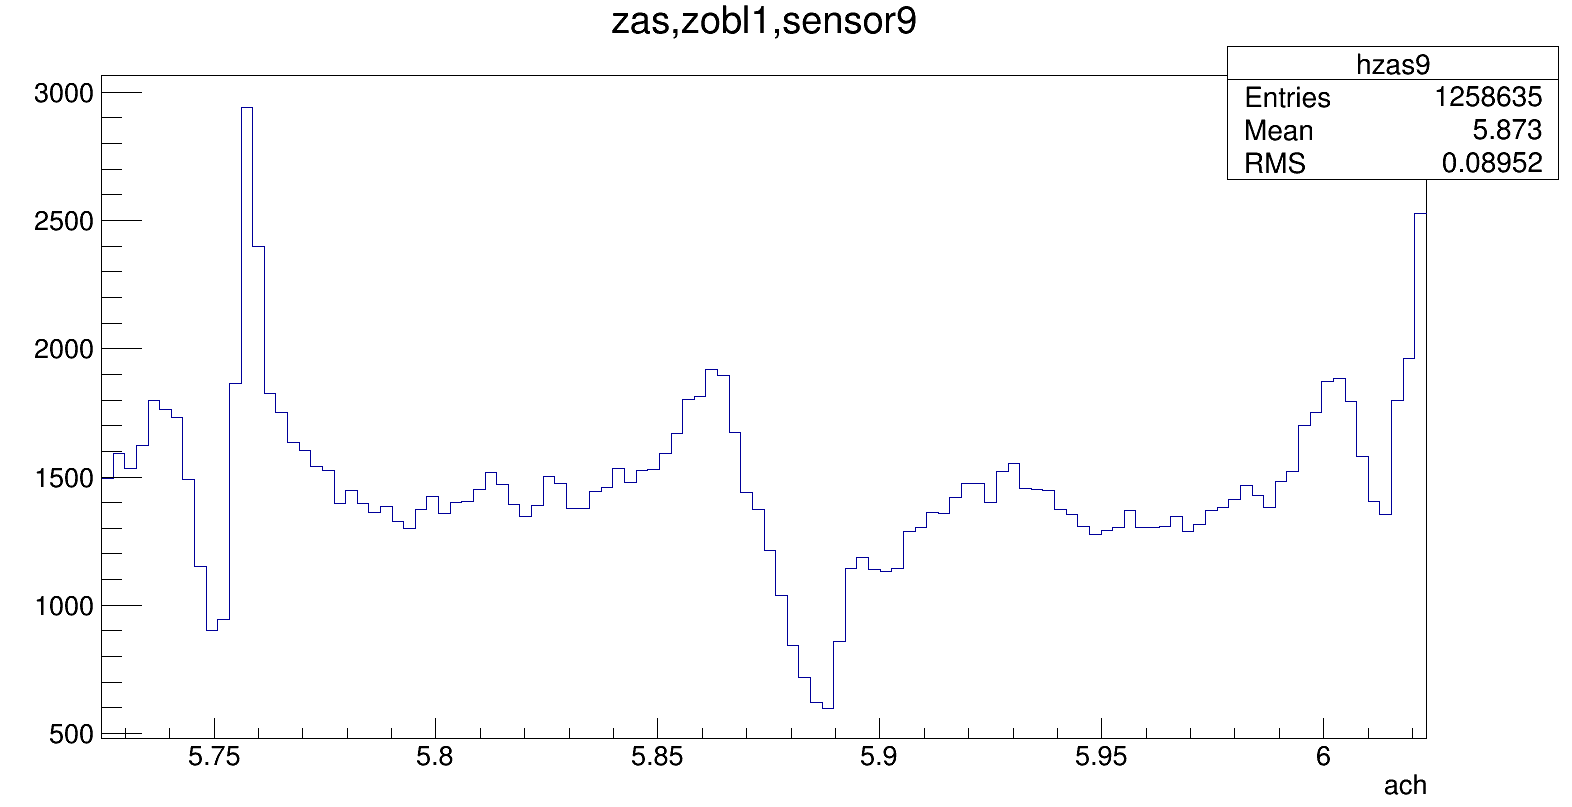 zas,zobl1,sensor9
hzas9
Entries 1258635
Mean 5.873
RMS 0.08952
3000
2500
2000
1500
1000
500
5.75 5.8 5.85 5.9 5.95 6
ach